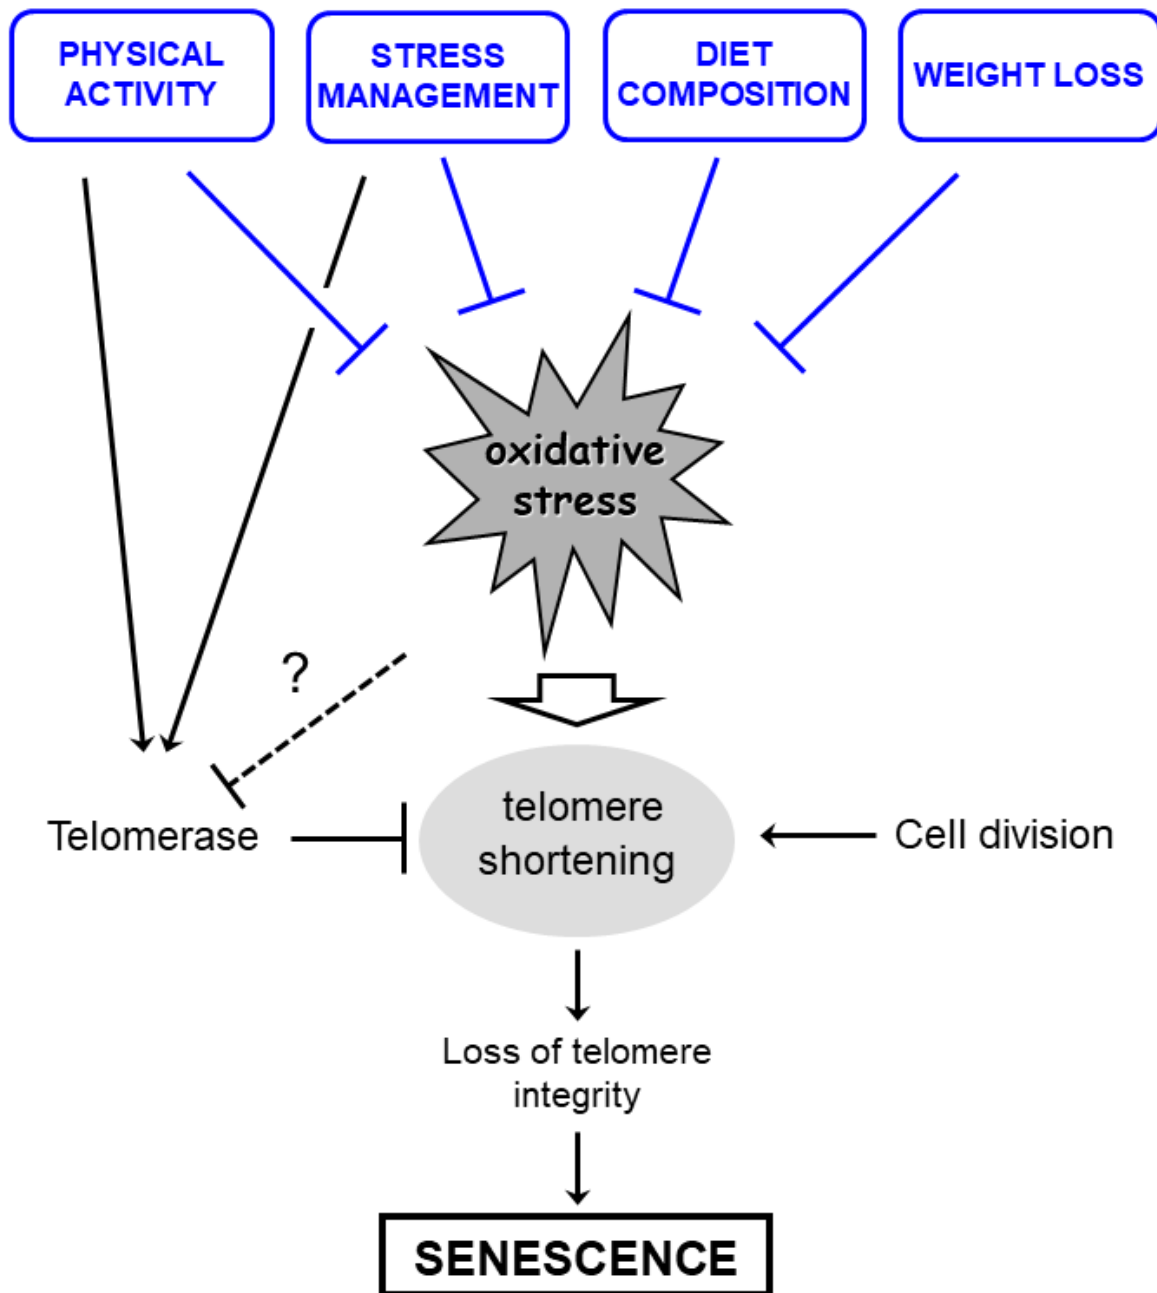 PHYSICAL
ACTIVITY
STRESS
MANAGEMENT
DIET
COMPOSITION
WEIGHT LOSS
oxidative
stress
?
Telomerase
telomere
shortening
Cell division
Loss of telomere
integrity
SENESCENCE